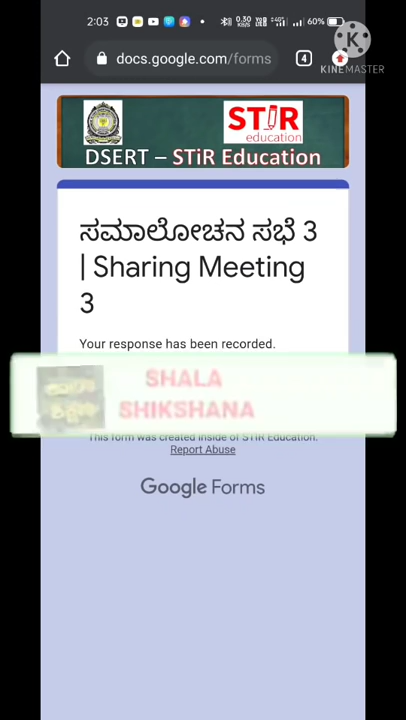 2:03
0.30
60%
docs.google.com/forms
4
K
KINEMASTER
STiR
education
DSERT – STiR Education
ಸಮಾಲೋಚನ ಸಭೆ 3
| Sharing Meeting
3
Your response has been recorded.
SHALA
SHIKSHANA
This form was created inside of STiR Education.
Report Abuse
Google Forms